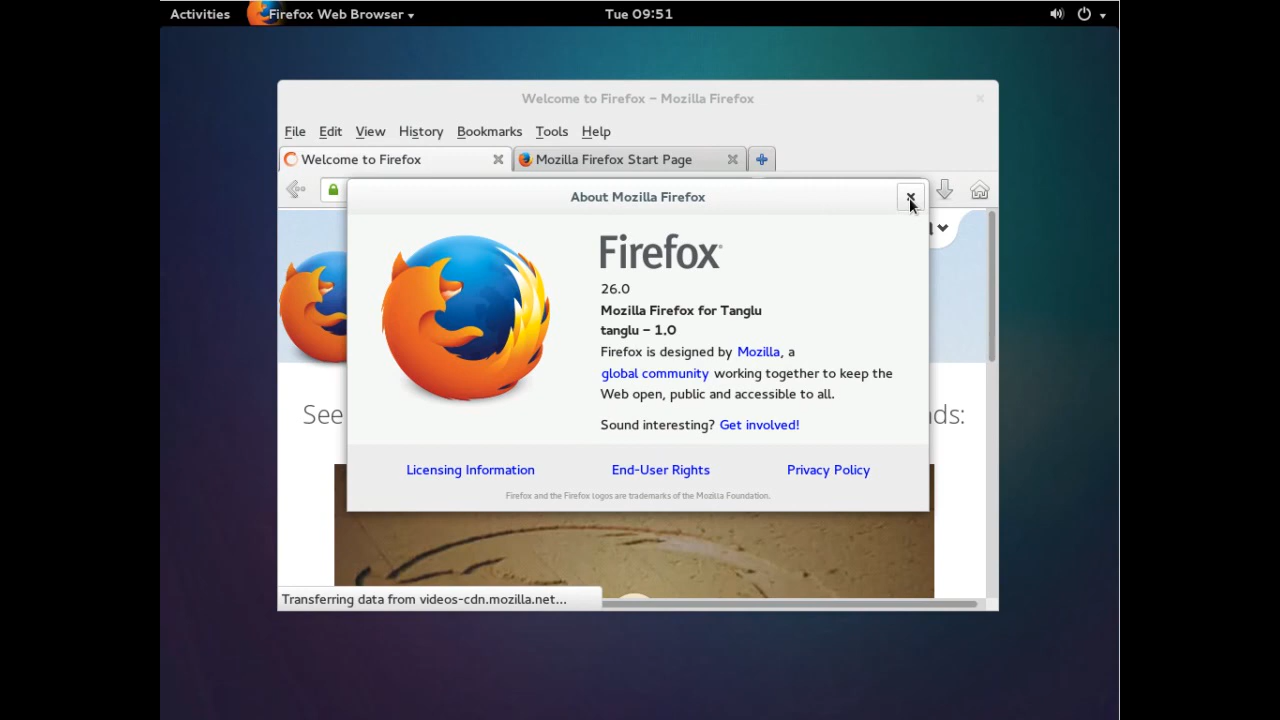 Activities Firefox Web Browser Tue 09:51
Welcome to Firefox – Mozilla Firefox
File Edit View History Bookmarks Tools Help
Welcome to Firefox Mozilla Firefox Start Page
About Mozilla Firefox
Firefox
26.0
Mozilla Firefox for Tanglu
tanglu – 1.0
Firefox is designed by Mozilla, a
global community working together to keep the
Web open, public and accessible to all.
See
Sound interesting? Get involved!
Licensing Information End-User Rights Privacy Policy
Firefox and the Firefox logos are trademarks of the Mozilla Foundation.
Transferring data from videos-cdn.mozilla.net...